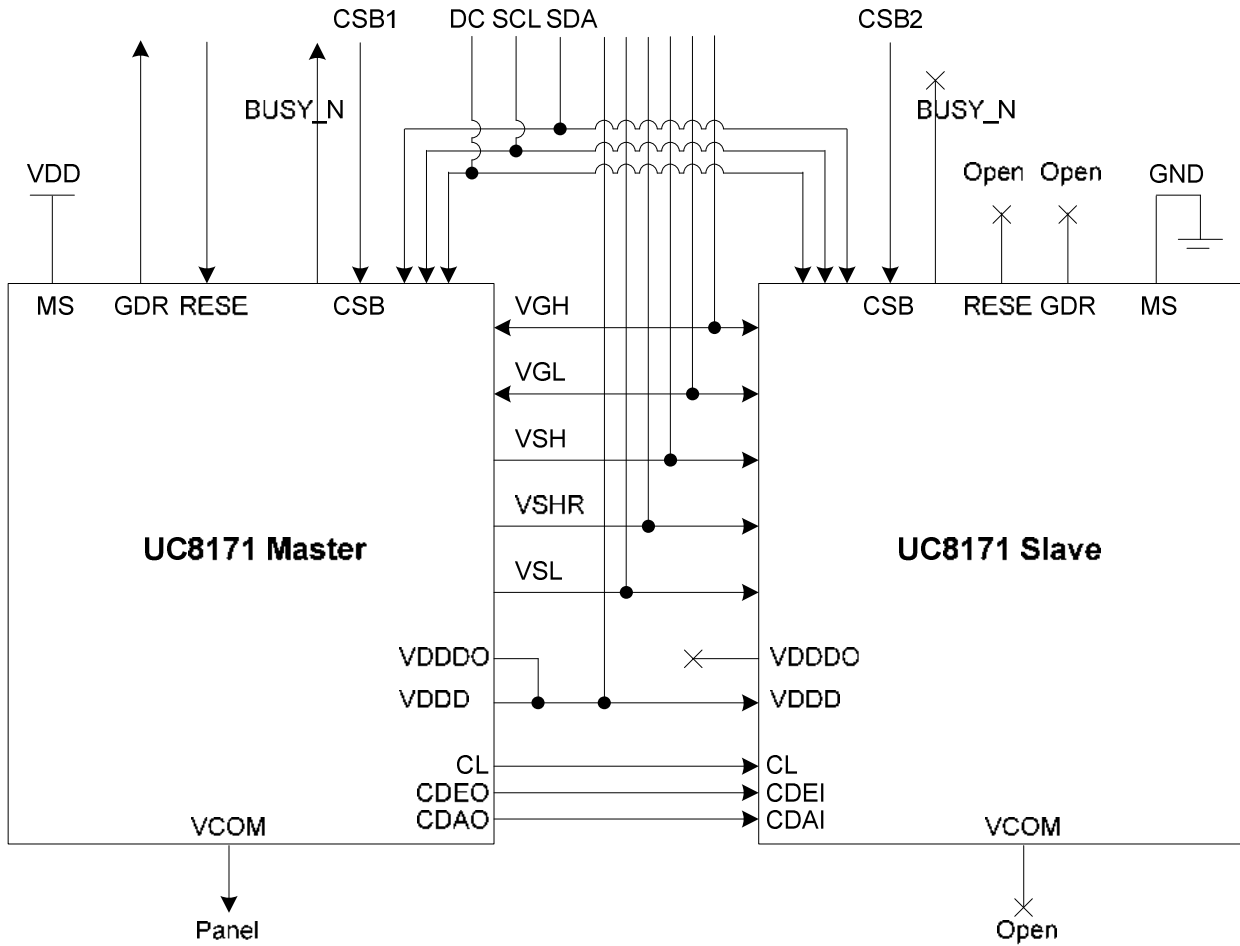 CSB1 DC SCL SDA CSB2
BUSY_N BUSY_N
VDD Open Open GND
MS GDR RESE CSB CSB RESE GDR MS
VGH
VGL
VSH
VSHR
UC8171 Master UC8171 Slave
VSL
VDDDO VDDDO
VDDD VDDD
CL CL
CDEO CDEI
CDAO CDAI
VCOM VCOM
Panel Open